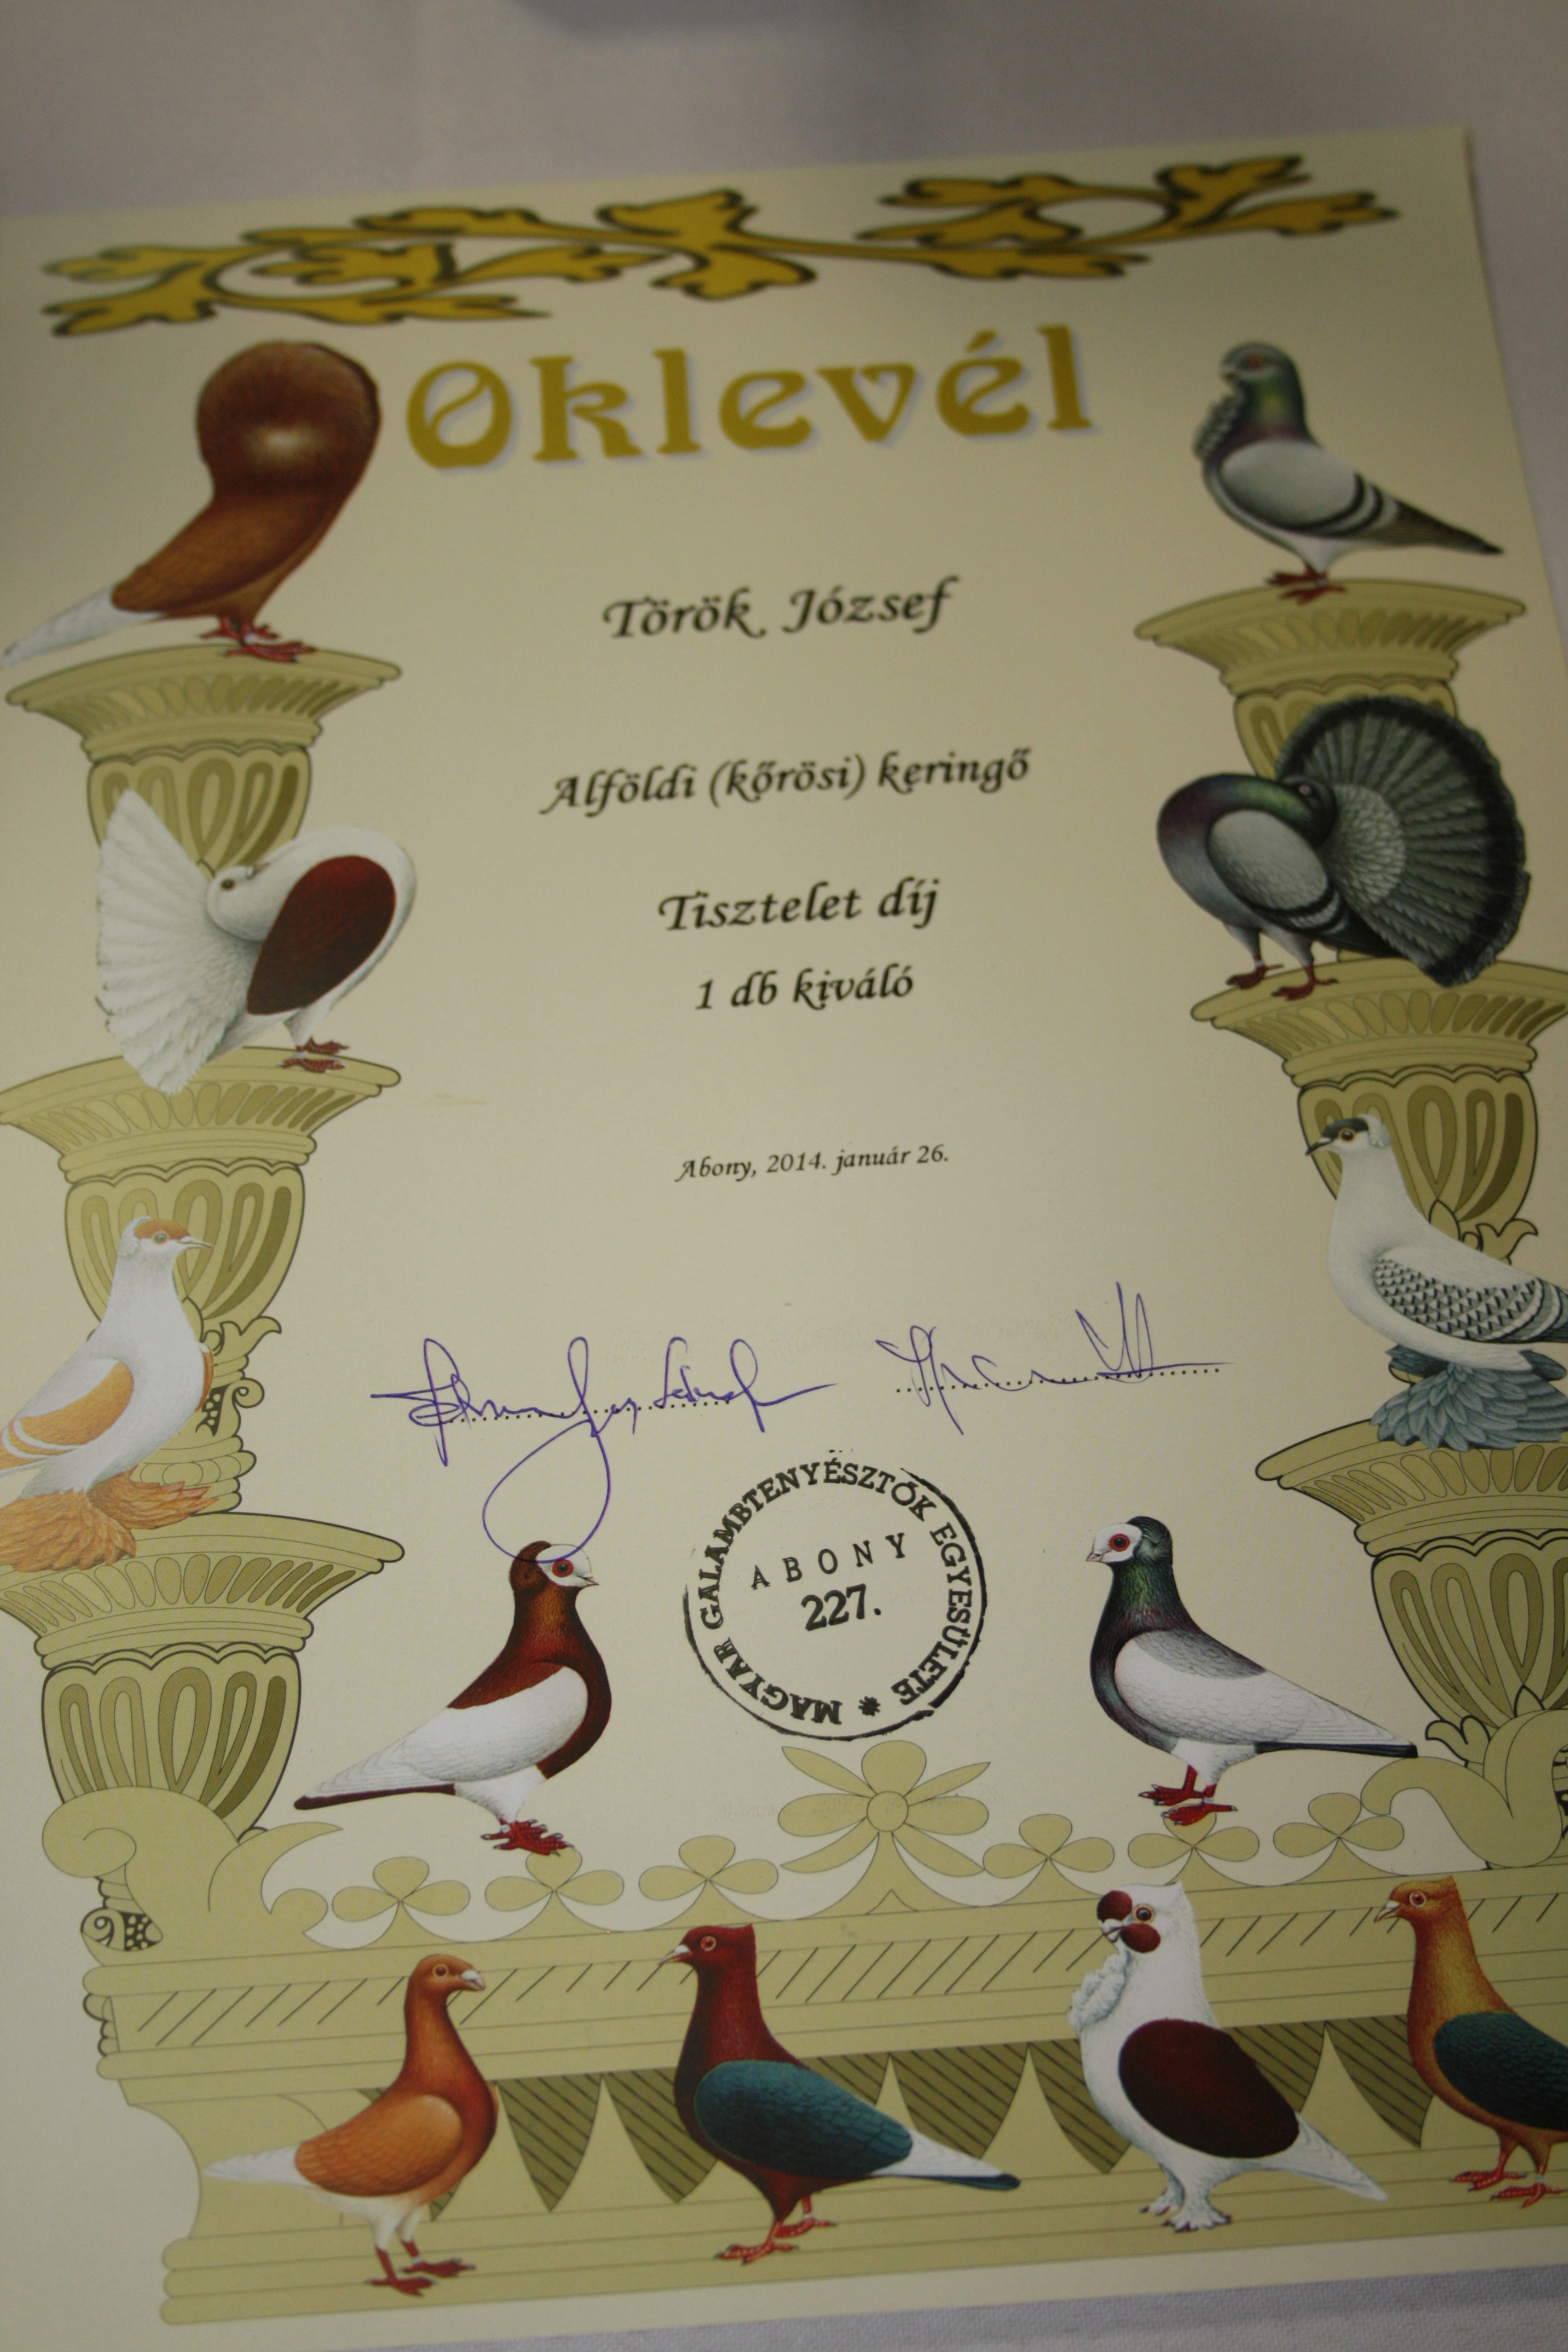 Oklevél
Török József
Alföldi (kőrösi) keringő
Tisztelet díj
1 db kiváló
Abony, 2014. január 26.
MAGYAR GALAMBTENYÉSZTŐK EGYESÜLETE *
ABONY
227.